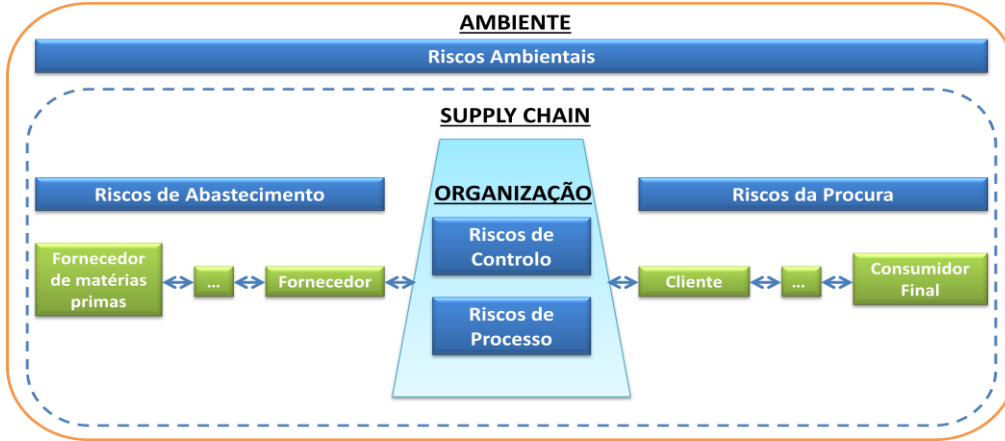 AMBIENTE
Riscos Ambientais
SUPPLY CHAIN
Riscos de Abastecimento
ORGANIZAÇÃO
Riscos da Procura
Riscos de
Controlo
Fornecedor
de matérias
primas
...
Fornecedor
Cliente
...
Consumidor
Final
Riscos de
Processo